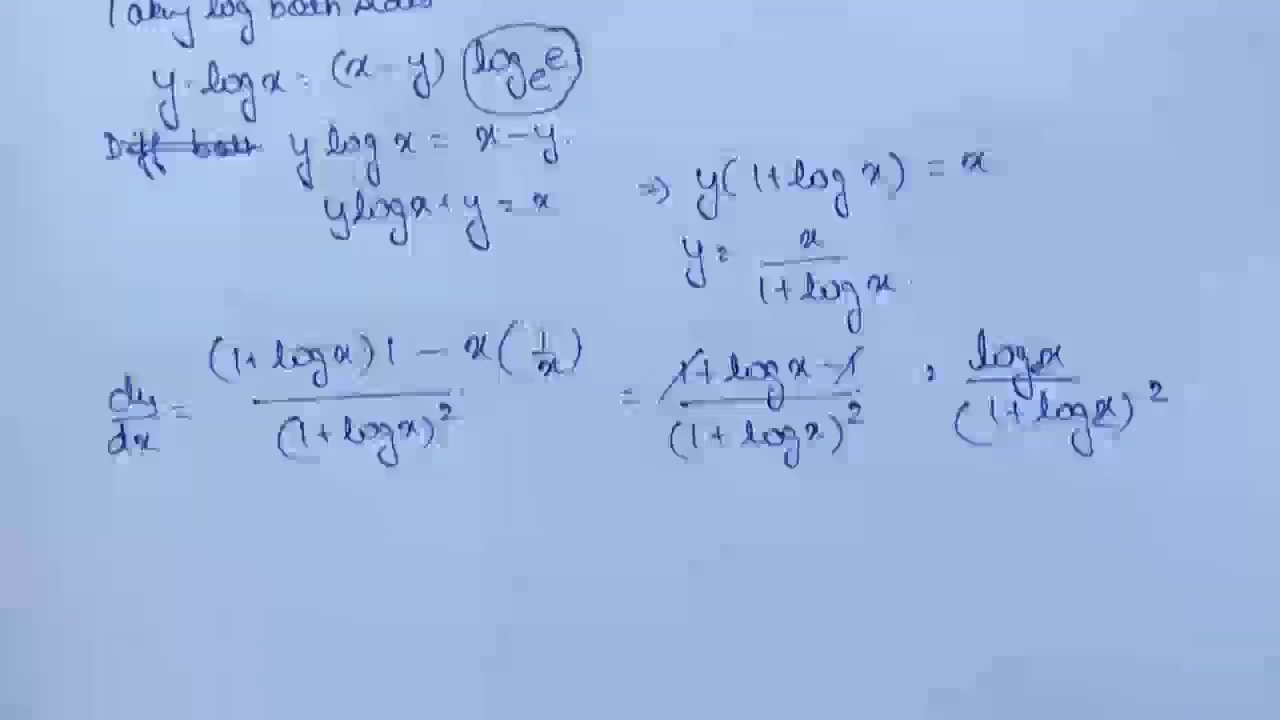 Taking log both sides
y·log x = (x - y) log_e e
Diff both y log x = x - y.
y log x + y = x
⇒ y(1 + log x) = x
y = x / (1 + log x)
dy/dx = ((1 + log x) 1 - x(1/x)) / (1 + log x)^2 = (1 + log x - 1) / (1 + log x)^2 , log x / (1 + log x)^2